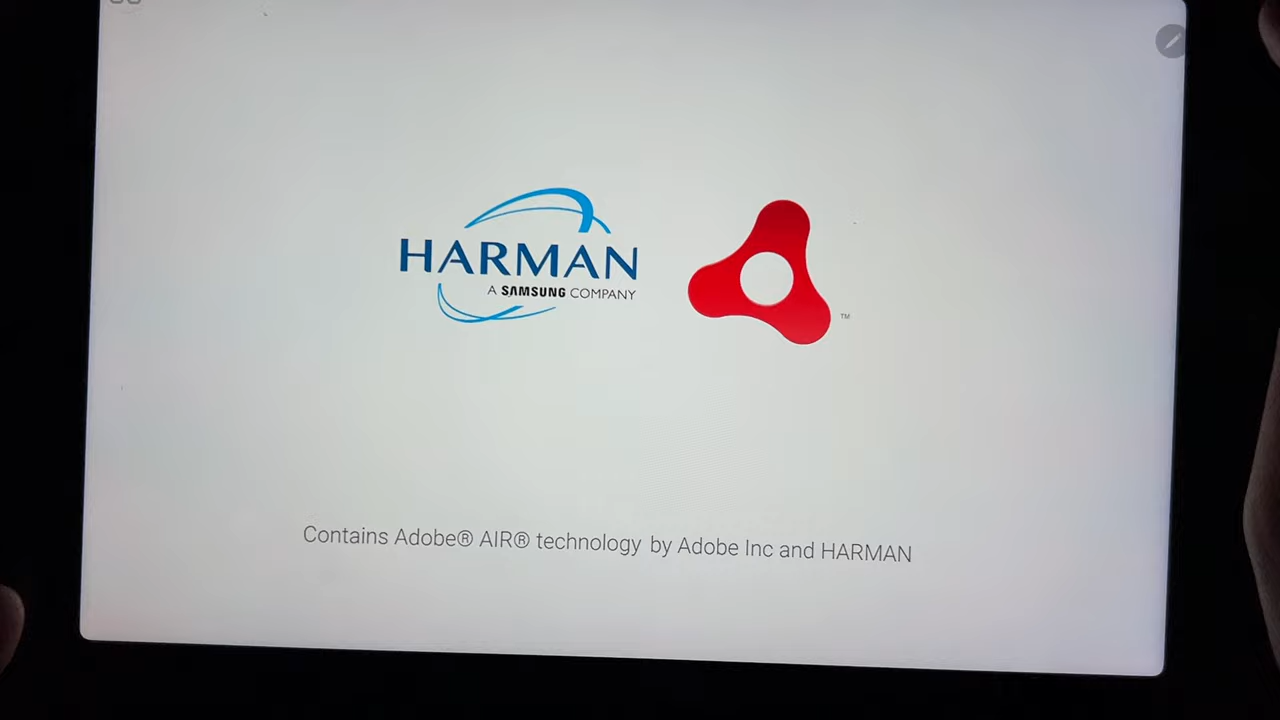 HARMAN
A SAMSUNG COMPANY
TM
Contains Adobe® AIR® technology by Adobe Inc and HARMAN